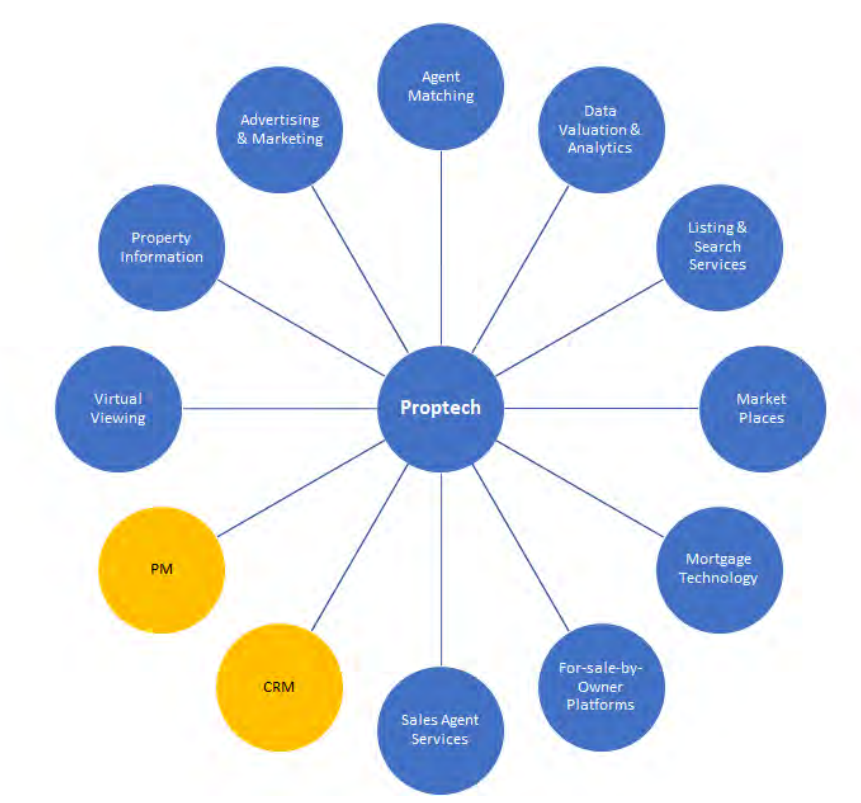 Agent
Matching
Data
Valuation &
Analytics
Listing &
Search
Services
Market
Places
Mortgage
Technology
For-sale-by-
Owner
Platforms
Sales Agent
Services
CRM
PM
Virtual
Viewing
Property
Information
Advertising
& Marketing
Proptech